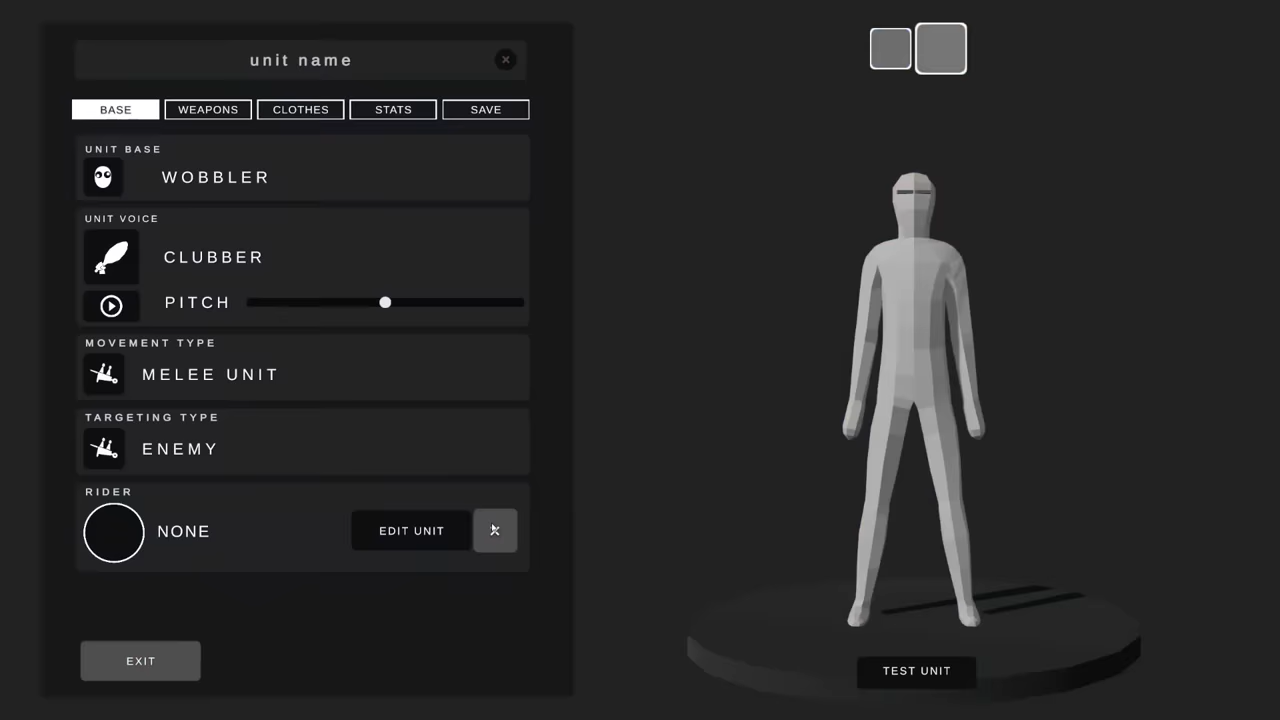 unit name
BASE WEAPONS CLOTHES STATS SAVE
UNIT BASE
WOBBLER
UNIT VOICE
CLUBBER
PITCH
MOVEMENT TYPE
MELEE UNIT
TARGETING TYPE
ENEMY
RIDER
NONE EDIT UNIT
EXIT
TEST UNIT